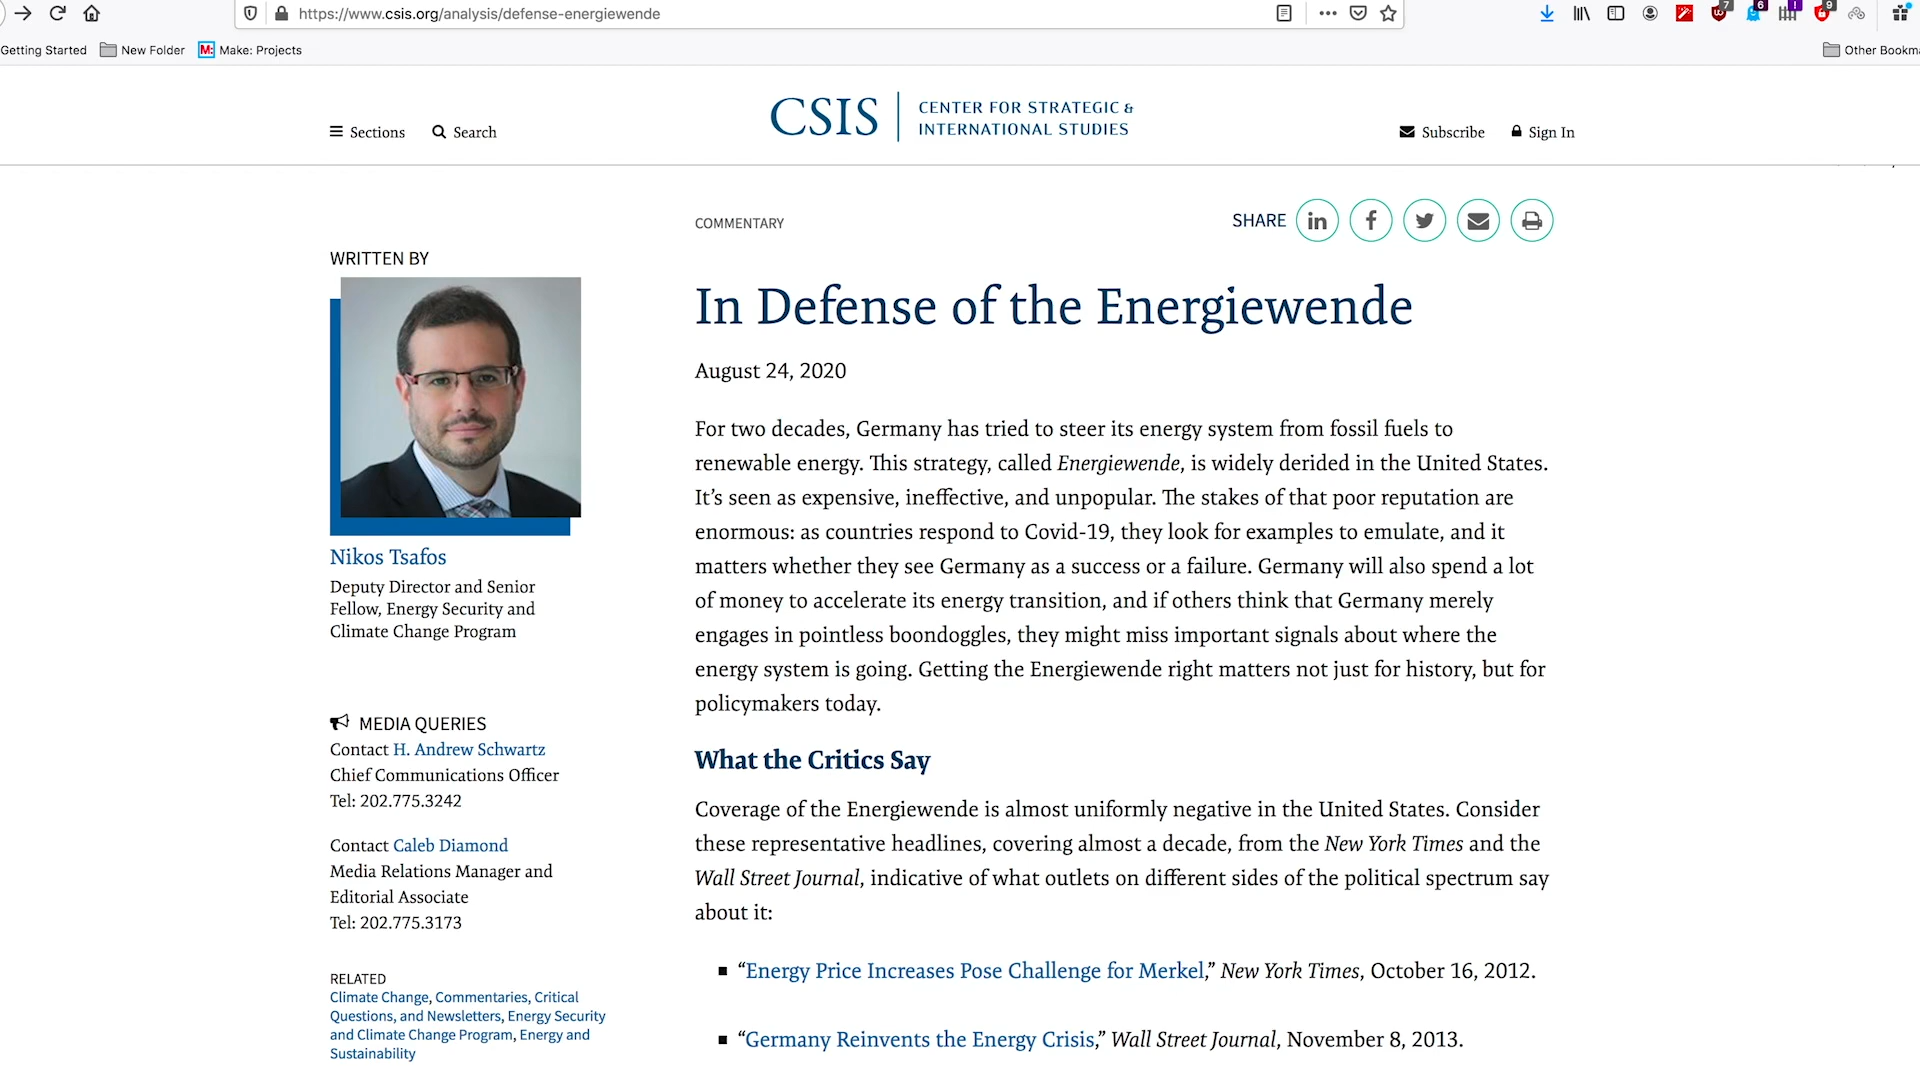 https://www.csis.org/analysis/defense-energiewende
7
6
!
9
Getting Started
New Folder
M:
Make: Projects
Other Bookma
Sections
Search
CSIS
CENTER FOR STRATEGIC &
INTERNATIONAL STUDIES
Subscribe
Sign In
COMMENTARY
SHARE
in
f
WRITTEN BY
Nikos Tsafos
Deputy Director and Senior
Fellow, Energy Security and
Climate Change Program
MEDIA QUERIES
Contact H. Andrew Schwartz
Chief Communications Officer
Tel: 202.775.3242
Contact Caleb Diamond
Media Relations Manager and
Editorial Associate
Tel: 202.775.3173
RELATED
Climate Change, Commentaries, Critical
Questions, and Newsletters, Energy Security
and Climate Change Program, Energy and
Sustainability
In Defense of the Energiewende
August 24, 2020
For two decades, Germany has tried to steer its energy system from fossil fuels to
renewable energy. This strategy, called Energiewende, is widely derided in the United States.
It’s seen as expensive, ineffective, and unpopular. The stakes of that poor reputation are
enormous: as countries respond to Covid-19, they look for examples to emulate, and it
matters whether they see Germany as a success or a failure. Germany will also spend a lot
of money to accelerate its energy transition, and if others think that Germany merely
engages in pointless boondoggles, they might miss important signals about where the
energy system is going. Getting the Energiewende right matters not just for history, but for
policymakers today.
What the Critics Say
Coverage of the Energiewende is almost uniformly negative in the United States. Consider
these representative headlines, covering almost a decade, from the New York Times and the
Wall Street Journal, indicative of what outlets on different sides of the political spectrum say
about it:
“Energy Price Increases Pose Challenge for Merkel,” New York Times, October 16, 2012.
“Germany Reinvents the Energy Crisis,” Wall Street Journal, November 8, 2013.